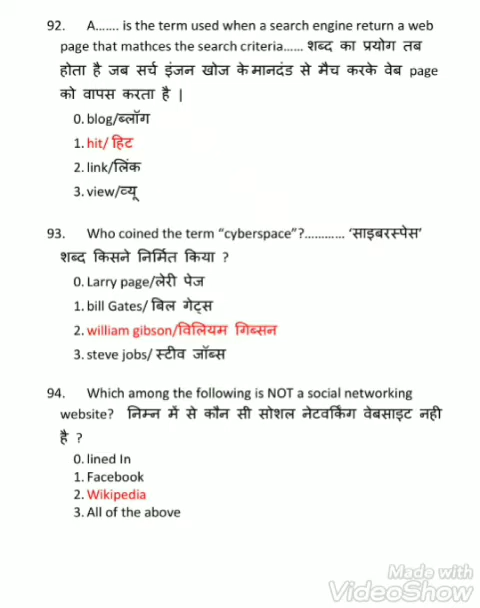 92. A....... is the term used when a search engine return a web
page that mathces the search criteria...... शब्द का प्रयोग तब
होता है जब सर्च इंजन खोज के मानदंड से मैच करके वेब page
को वापस करता है |
0. blog/ब्लॉग
1. hit/ हिट
2. link/लिंक
3. view/व्यू
93. Who coined the term “cyberspace”?............ ‘साइबरस्पेस’
शब्द किसने निर्मित किया ?
0. Larry page/लेरी पेज
1. bill Gates/ बिल गेट्स
2. william gibson/विलियम गिब्सन
3. steve jobs/ स्टीव जॉब्स
94. Which among the following is NOT a social networking
website? निम्न में से कौन सी सोशल नेटवर्किंग वेबसाइट नही
है ?
0. lined In
1. Facebook
2. Wikipedia
3. All of the above
Made with
VideoShow